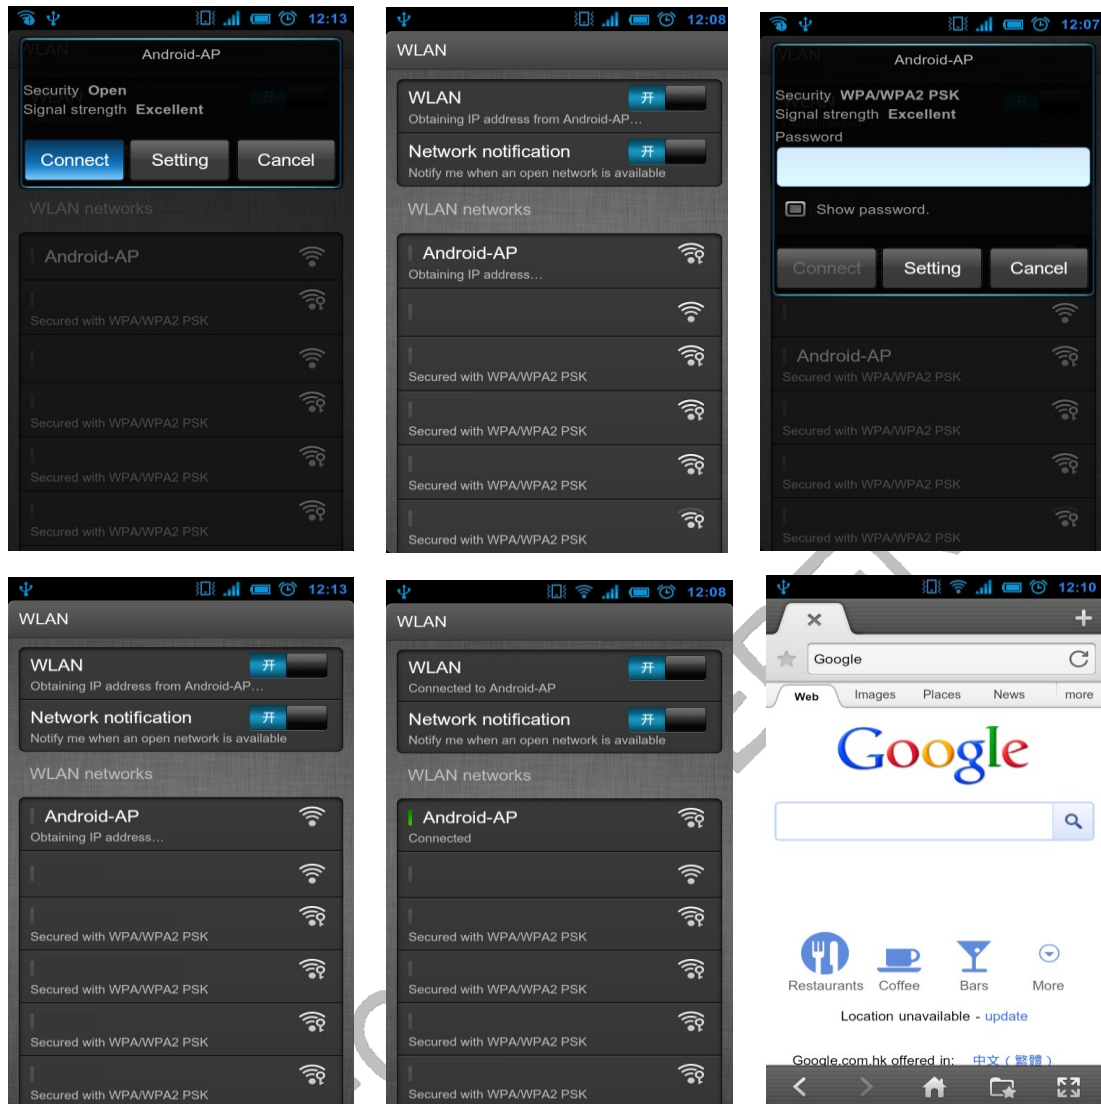 12:13
WLAN
Android-AP
Security Open
Signal strength Excellent
开
Connect Setting Cancel
WLAN networks
Android-AP
Secured with WPA/WPA2 PSK
Secured with WPA/WPA2 PSK
Secured with WPA/WPA2 PSK
Secured with WPA/WPA2 PSK
12:08
WLAN
WLAN 开
Obtaining IP address from Android-AP...
Network notification 开
Notify me when an open network is available
WLAN networks
Android-AP
Obtaining IP address...
Secured with WPA/WPA2 PSK
Secured with WPA/WPA2 PSK
Secured with WPA/WPA2 PSK
Secured with WPA/WPA2 PSK
12:07
WLAN
Android-AP
Security WPA/WPA2 PSK
Signal strength Excellent
开
Password
Show password.
Connect Setting Cancel
Android-AP
Secured with WPA/WPA2 PSK
Secured with WPA/WPA2 PSK
Secured with WPA/WPA2 PSK
Secured with WPA/WPA2 PSK
12:13
WLAN
WLAN 开
Obtaining IP address from Android-AP...
Network notification 开
Notify me when an open network is available
WLAN networks
Android-AP
Obtaining IP address...
Secured with WPA/WPA2 PSK
Secured with WPA/WPA2 PSK
Secured with WPA/WPA2 PSK
Secured with WPA/WPA2 PSK
12:08
WLAN
WLAN 开
Connected to Android-AP
Network notification 开
Notify me when an open network is available
WLAN networks
Android-AP
Connected
Secured with WPA/WPA2 PSK
Secured with WPA/WPA2 PSK
Secured with WPA/WPA2 PSK
Secured with WPA/WPA2 PSK
12:10
Google
Web Images Places News more
Google
Restaurants Coffee Bars More
Location unavailable - update
Google.com.hk offered in: 中文（繁體）